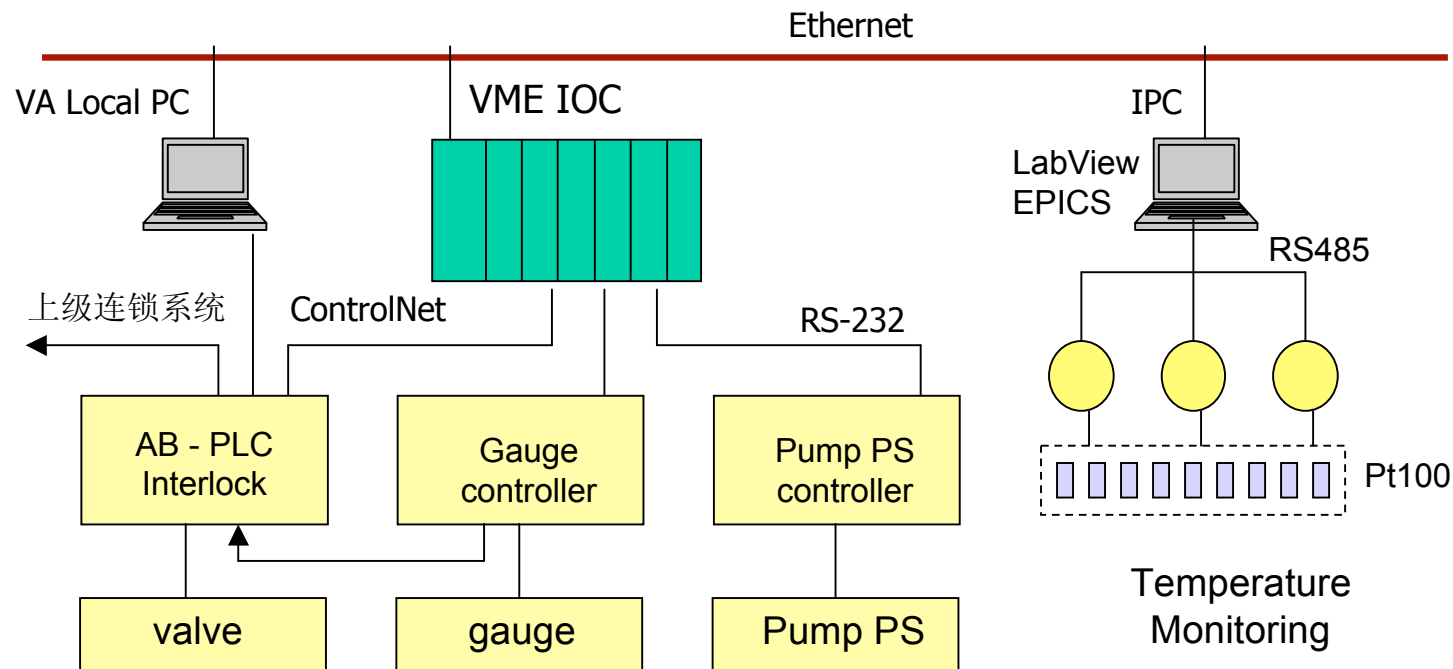 Ethernet
VA Local PC
VME IOC
IPC
LabView
EPICS
RS485
上级连锁系统
ControlNet
RS-232
AB - PLC
Interlock
Gauge
controller
Pump PS
controller
Pt100
valve
gauge
Pump PS
Temperature
Monitoring